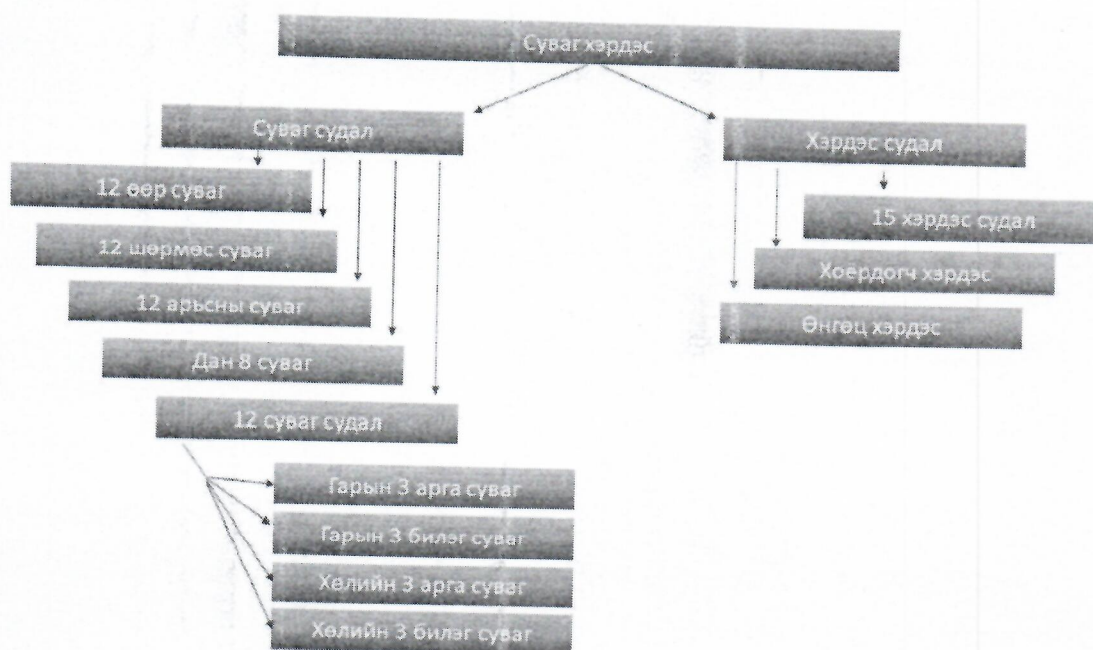 Суваг хэрдэс
Суваг судал
12 өөр суваг
12 шөрмөс суваг
12 арьсны суваг
Дан 8 суваг
12 суваг судал
Гарын 3 арга суваг
Гарын 3 билэг суваг
Хөлийн 3 арга суваг
Хөлийн 3 билэг суваг
Хэрдэс судал
15 хэрдэс судал
Хоёрдогч хэрдэс
Өнгөц хэрдэс